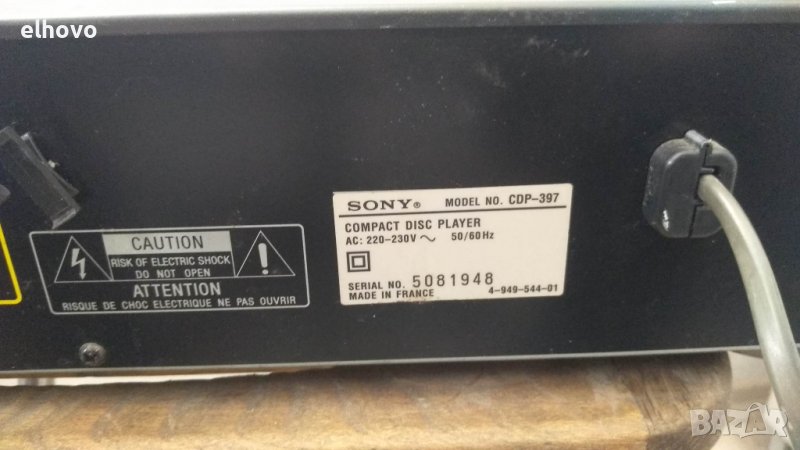 elhovo
SONY® MODEL NO. CDP-397
COMPACT DISC PLAYER
AC: 220-230V ~ 50/60Hz
SERIAL NO. 5081948
MADE IN FRANCE 4-949-544-01
CAUTION
RISK OF ELECTRIC SHOCK
DO NOT OPEN
ATTENTION
RISQUE DE CHOC ELECTRIQUE NE PAS OUVRIR
BAZAR